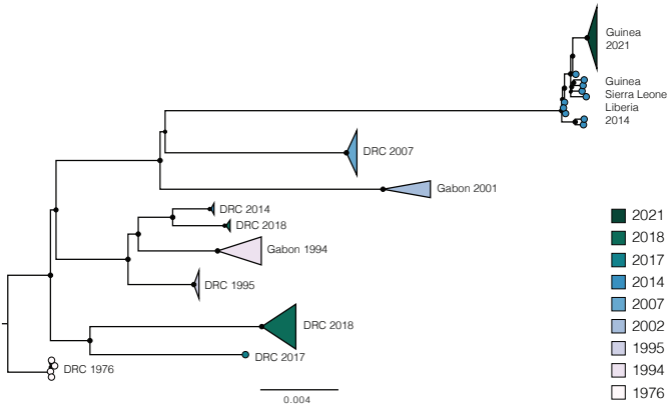 Guinea
2021
Guinea
Sierra Leone
Liberia
2014
DRC 2007
Gabon 2001
DRC 2014
DRC 2018
Gabon 1994
DRC 1995
DRC 2018
DRC 2017
DRC 1976
0.004
2021
2018
2017
2014
2007
2002
1995
1994
1976